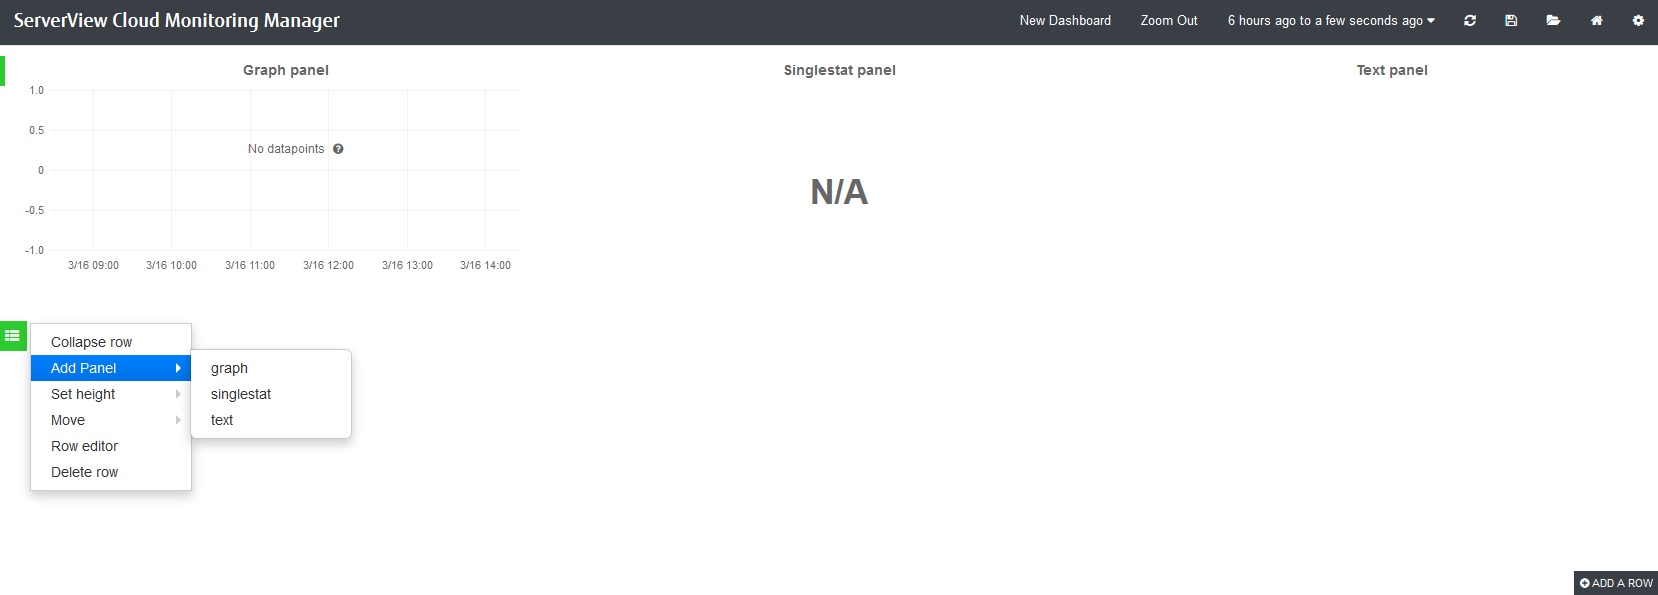 ServerView Cloud Monitoring Manager
New Dashboard Zoom Out 6 hours ago to a few seconds ago
Graph panel Singlestat panel Text panel
1.0
0.5
No datapoints
0
N/A
-0.5
-1.0
3/16 09:00 3/16 10:00 3/16 11:00 3/16 12:00 3/16 13:00 3/16 14:00
Collapse row
Add Panel
Set height
Move
Row editor
Delete row
graph
singlestat
text
ADD A ROW